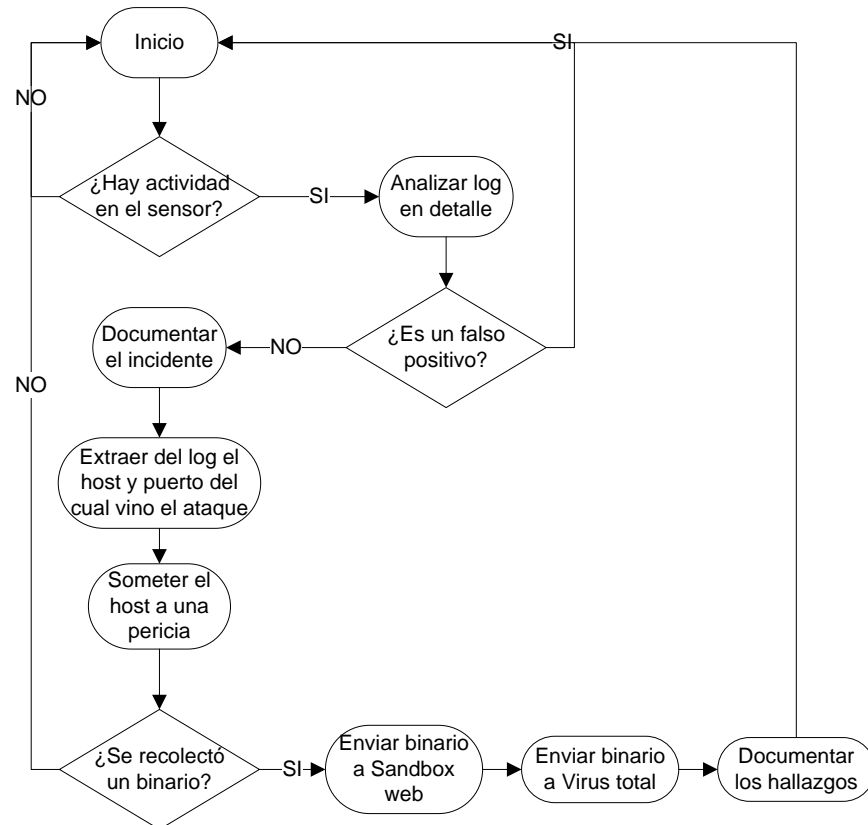 Inicio
SI
NO
¿Hay actividad
en el sensor?
SI
Analizar log
en detalle
Documentar
el incidente
NO
¿Es un falso
positivo?
NO
Extraer del log el
host y puerto del
cual vino el ataque
Someter el
host a una
pericia
¿Se recolectó
un binario?
SI
Enviar binario
a Sandbox
web
Enviar binario
a Virus total
Documentar
los hallazgos